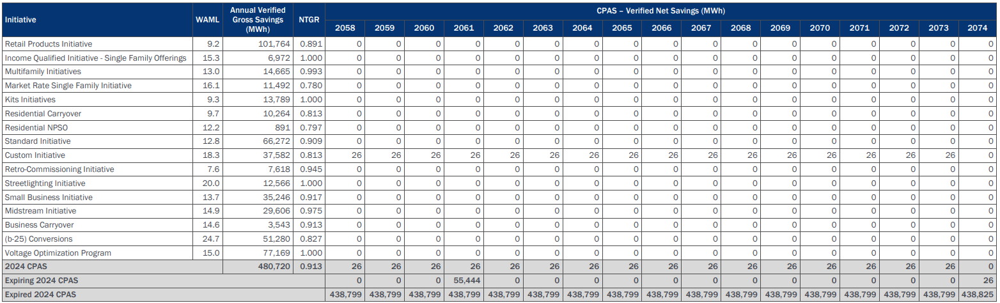 Initiative WAML Annual Verified Gross Savings (MWh) NTGR CPAS – Verified Net Savings (MWh)
2058 2059 2060 2061 2062 2063 2064 2065 2066 2067 2068 2069 2070 2071 2072 2073 2074
Retail Products Initiative 9.2 101,764 0.891 0 0 0 0 0 0 0 0 0 0 0 0 0 0 0 0 0
Income Qualified Initiative - Single Family Offerings 15.3 6,972 1.000 0 0 0 0 0 0 0 0 0 0 0 0 0 0 0 0 0
Multifamily Initiatives 13.0 14,665 0.993 0 0 0 0 0 0 0 0 0 0 0 0 0 0 0 0 0
Market Rate Single Family Initiative 16.1 11,492 0.780 0 0 0 0 0 0 0 0 0 0 0 0 0 0 0 0 0
Kits Initiatives 9.3 13,789 1.000 0 0 0 0 0 0 0 0 0 0 0 0 0 0 0 0 0
Residential Carryover 9.7 10,264 0.813 0 0 0 0 0 0 0 0 0 0 0 0 0 0 0 0 0
Residential NPSO 12.2 891 0.797 0 0 0 0 0 0 0 0 0 0 0 0 0 0 0 0 0
Standard Initiative 12.8 66,272 0.909 0 0 0 0 0 0 0 0 0 0 0 0 0 0 0 0 0
Custom Initiative 18.3 37,582 0.813 26 26 26 26 26 26 26 26 26 26 26 26 26 26 26 26 0
Retro-Commissioning Initiative 7.6 7,618 0.945 0 0 0 0 0 0 0 0 0 0 0 0 0 0 0 0 0
Streetlighting Initiative 20.0 12,566 1.000 0 0 0 0 0 0 0 0 0 0 0 0 0 0 0 0 0
Small Business Initiative 13.7 35,246 0.917 0 0 0 0 0 0 0 0 0 0 0 0 0 0 0 0 0
Midstream Initiative 14.9 29,606 0.975 0 0 0 0 0 0 0 0 0 0 0 0 0 0 0 0 0
Business Carryover 14.6 3,543 0.913 0 0 0 0 0 0 0 0 0 0 0 0 0 0 0 0 0
(b-25) Conversions 24.7 51,280 0.827 0 0 0 0 0 0 0 0 0 0 0 0 0 0 0 0 0
Voltage Optimization Program 15.0 77,169 1.000 0 0 0 0 0 0 0 0 0 0 0 0 0 0 0 0 0
2024 CPAS 480,720 0.913 26 26 26 26 26 26 26 26 26 26 26 26 26 26 26 26 0
Expiring 2024 CPAS 0 0 0 55,444 0 0 0 0 0 0 0 0 0 0 0 0 26
Expired 2024 CPAS 438,799 438,799 438,799 438,799 438,799 438,799 438,799 438,799 438,799 438,799 438,799 438,799 438,799 438,799 438,799 438,799 438,825